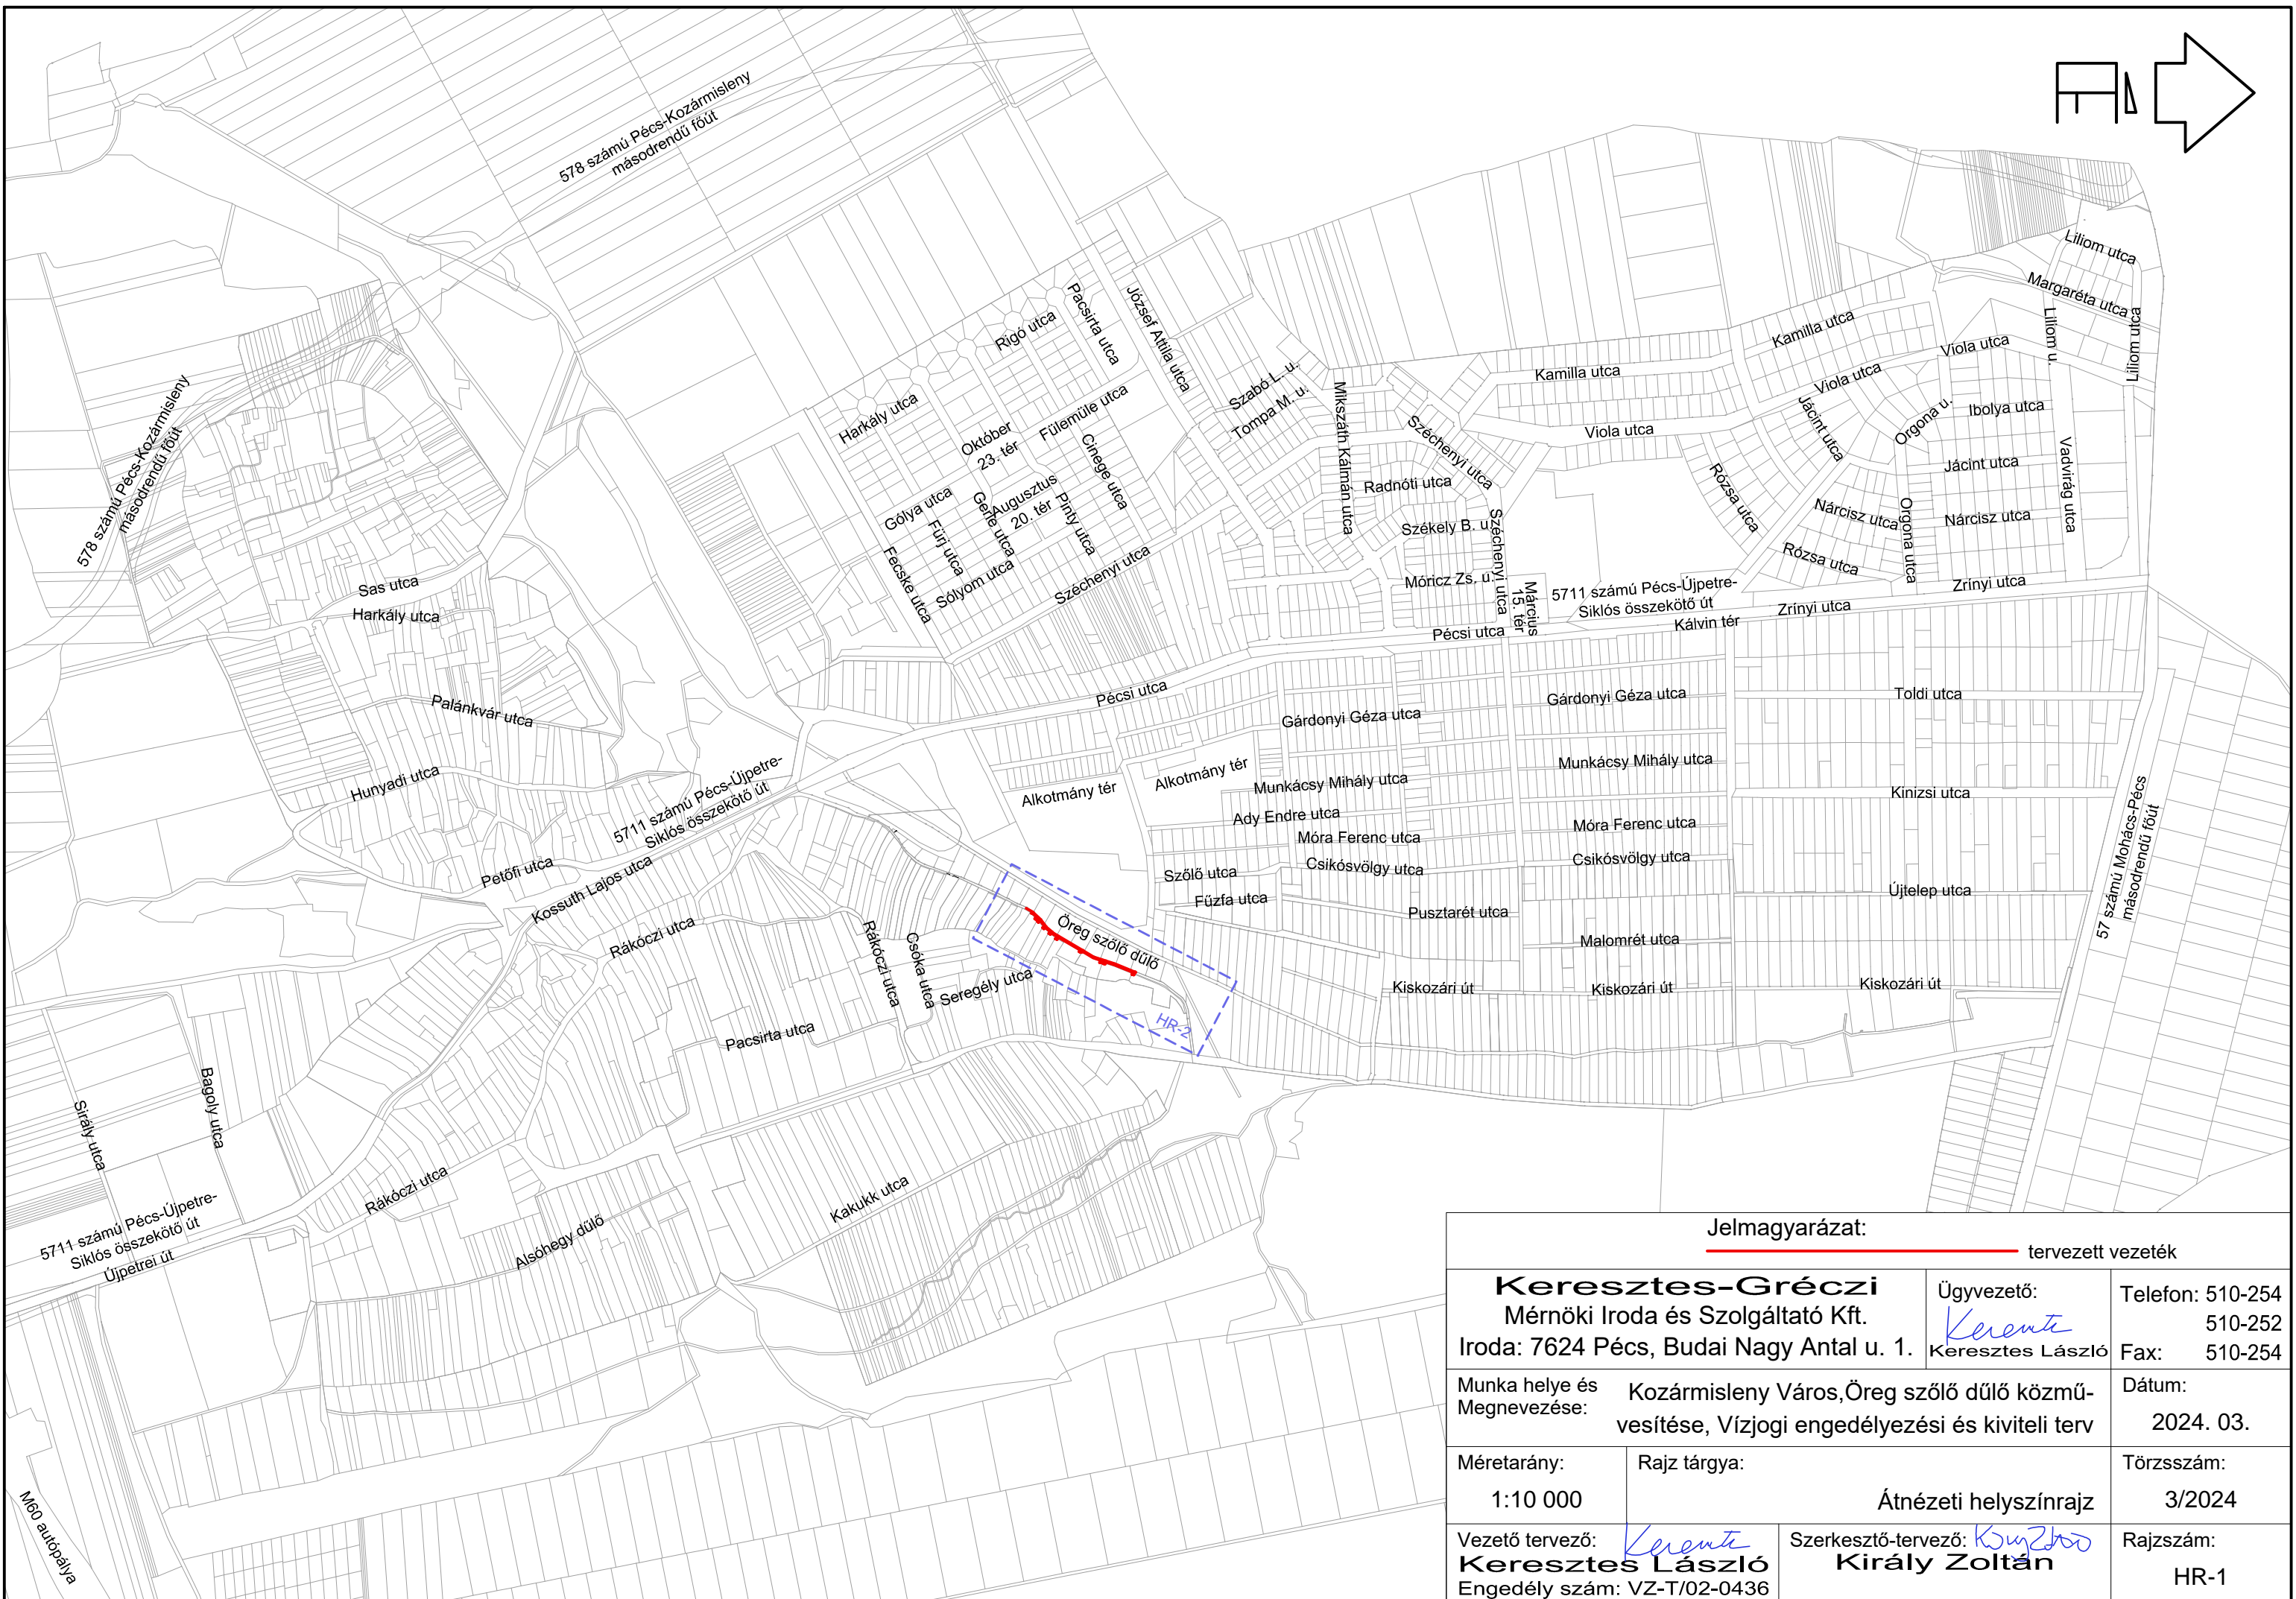 578 számú Pécs-Kozármisleny
másodrendű főút
578 számú Pécs-Kozármisleny
másodrendű főút
Liliom utca
Margaréta utca
Liliom u.
Liliom utca
Kamilla utca
Viola utca
Viola utca
Kamilla utca
Viola utca
Jácint utca
Orgona u.
Ibolya utca
Jácint utca
Vadvirág utca
Nárcisz utca
Nárcisz utca
Orgona utca
Rózsa utca
Rózsa utca
Zrínyi utca
Zrínyi utca
Pacsirta utca
József Attila utca
Rigó utca
Szabó L. u.
Tompa M. u.
Mikszáth Kálmán utca
Széchenyi utca
Harkály utca
Október
23. tér
Fülemüle utca
Cinege utca
Radnóti utca
Gólya utca
Gerle utca
Augusztus
20. tér
Pinty utca
Fürj utca
Székely B. u.
Széchenyi utca
Fecske utca
Sólyom utca
Széchenyi utca
Móricz Zs. u.
Március
15. tér
5711 számú Pécs-Újpetre-
Siklós összekötő út
Kálvin tér
Pécsi utca
Pécsi utca
Sas utca
Harkály utca
Palánkvár utca
Hunyadi utca
Petőfi utca
5711 számú Pécs-Újpetre-
Siklós összekötő út
Kossuth Lajos utca
Rákóczi utca
Alkotmány tér
Alkotmány tér
Gárdonyi Géza utca
Gárdonyi Géza utca
Toldi utca
Munkácsy Mihály utca
Munkácsy Mihály utca
Kinizsi utca
Ady Endre utca
Móra Ferenc utca
Móra Ferenc utca
Csikósvölgy utca
Csikósvölgy utca
Szőlő utca
Fűzfa utca
Újtelep utca
Pusztarét utca
Malomrét utca
Kiskozári út
Kiskozári út
Kiskozári út
57 számú Mohács-Pécs
másodrendű főút
Öreg szőlő dűlő
HR-2
Rákóczi utca
Csóka utca
Seregély utca
Pacsirta utca
Kakukk utca
Alsóhegy dűlő
Rákóczi utca
Bagoly utca
Sirály utca
5711 számú Pécs-Újpetre-
Siklós összekötő út
Újpetrei út
M60 autópálya
Jelmagyarázat:
tervezett vezeték
Keresztes-Gréczi
Mérnöki Iroda és Szolgáltató Kft.
Iroda: 7624 Pécs, Budai Nagy Antal u. 1.
Ügyvezető:
Keresztes László
Telefon: 510-254
510-252
Fax: 510-254
Munka helye és
Megnevezése:
Kozármisleny Város,Öreg szőlő dűlő közmű-
vesítése, Vízjogi engedélyezési és kiviteli terv
Dátum:
2024. 03.
Méretarány:
1:10 000
Rajz tárgya:
Átnézeti helyszínrajz
Törzsszám:
3/2024
Vezető tervező:
Keresztes László
Engedély szám: VZ-T/02-0436
Szerkesztő-tervező:
Király Zoltán
Rajzszám:
HR-1